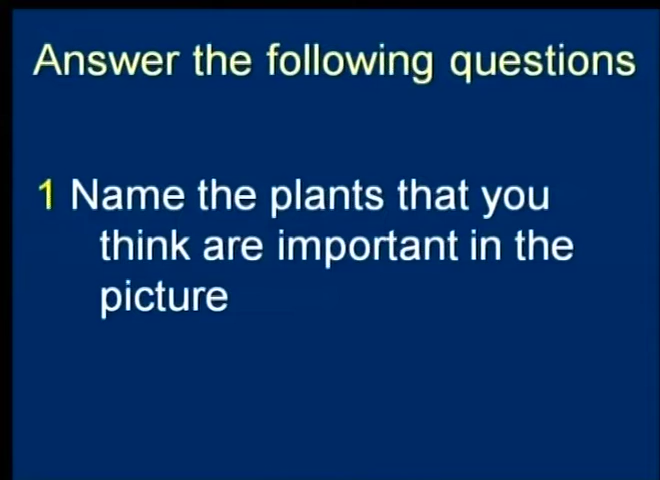 Answer the following questions
1 Name the plants that you
think are important in the
picture